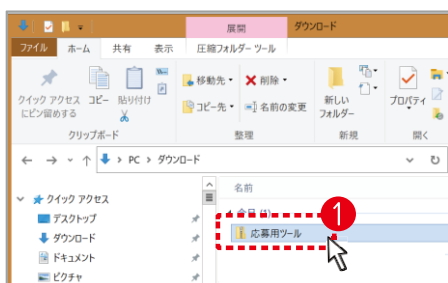 展開
ダウンロード
ファイル ホーム 共有 表示 圧縮フォルダー ツール
クイック アクセス
にピン留めする
コピー
貼り付け
移動先
コピー先
削除
名前の変更
新しい
フォルダー
プロパティ
クリップボード 整理 新規 開く
PC › ダウンロード
名前
クイック アクセス
今日 (1)
1
デスクトップ
応募用ツール
ダウンロード
ドキュメント
ピクチャ